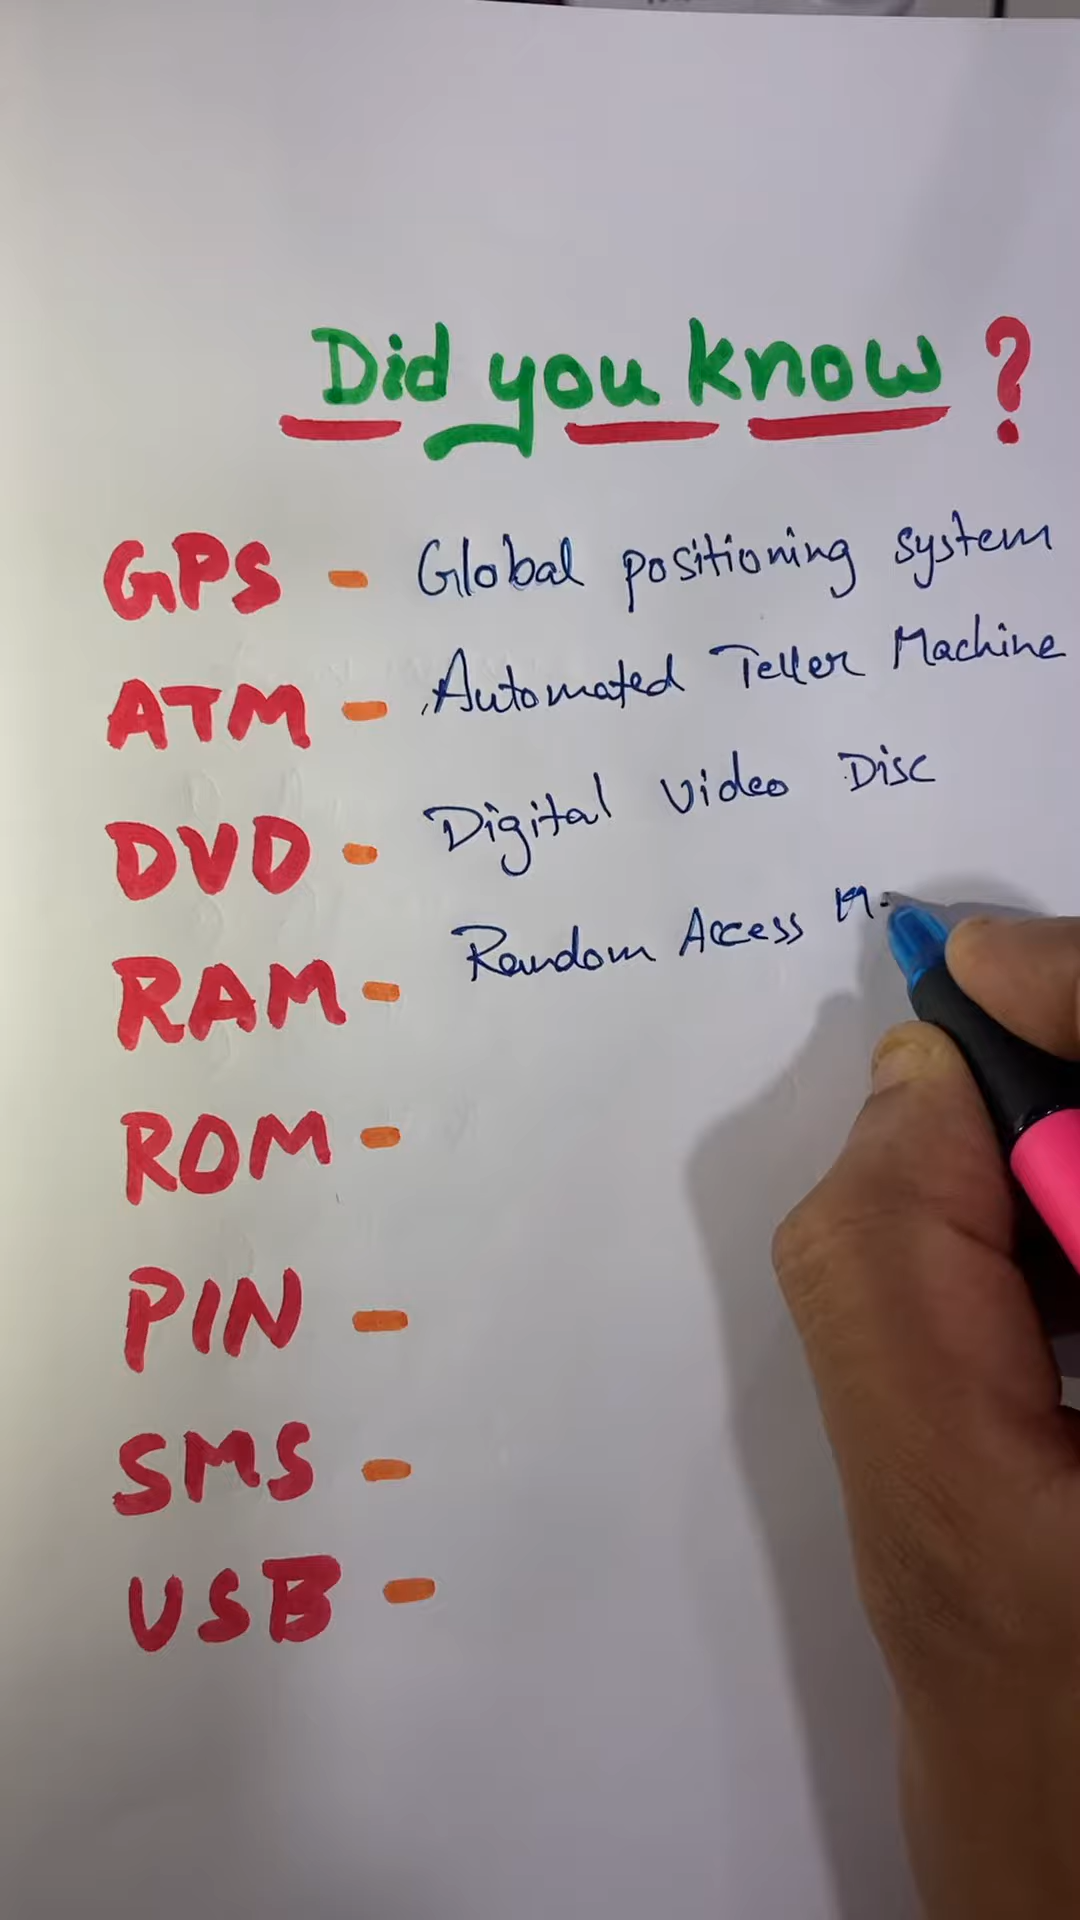 Did you know ?
GPS - Global positioning system
ATM - Automated Teller Machine
DVD - Digital Video Disc
RAM - Random Access M
ROM -
PIN -
SMS -
USB -